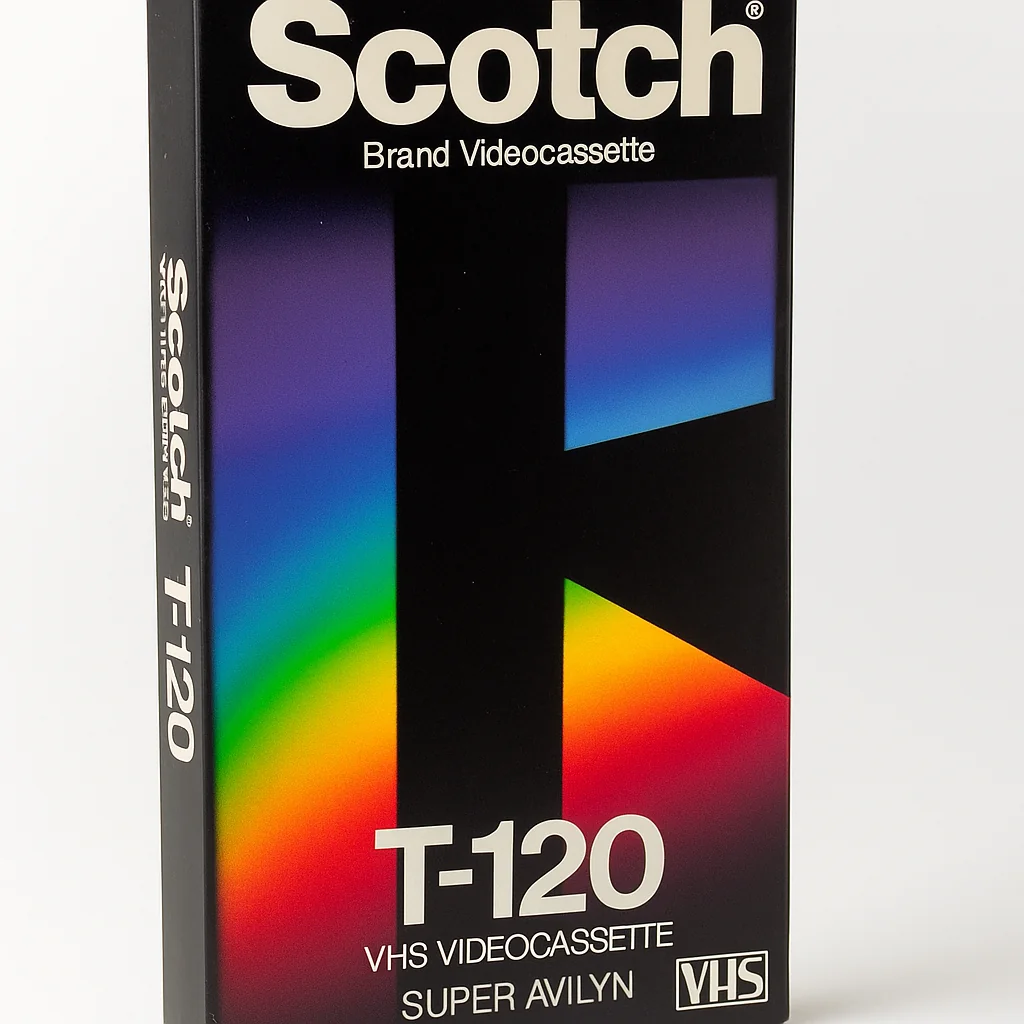 Scotch®
Brand Videocassette
Scotch® T-120
T-120
VHS VIDEOCASSETTE
SUPER AVILYN
VHS